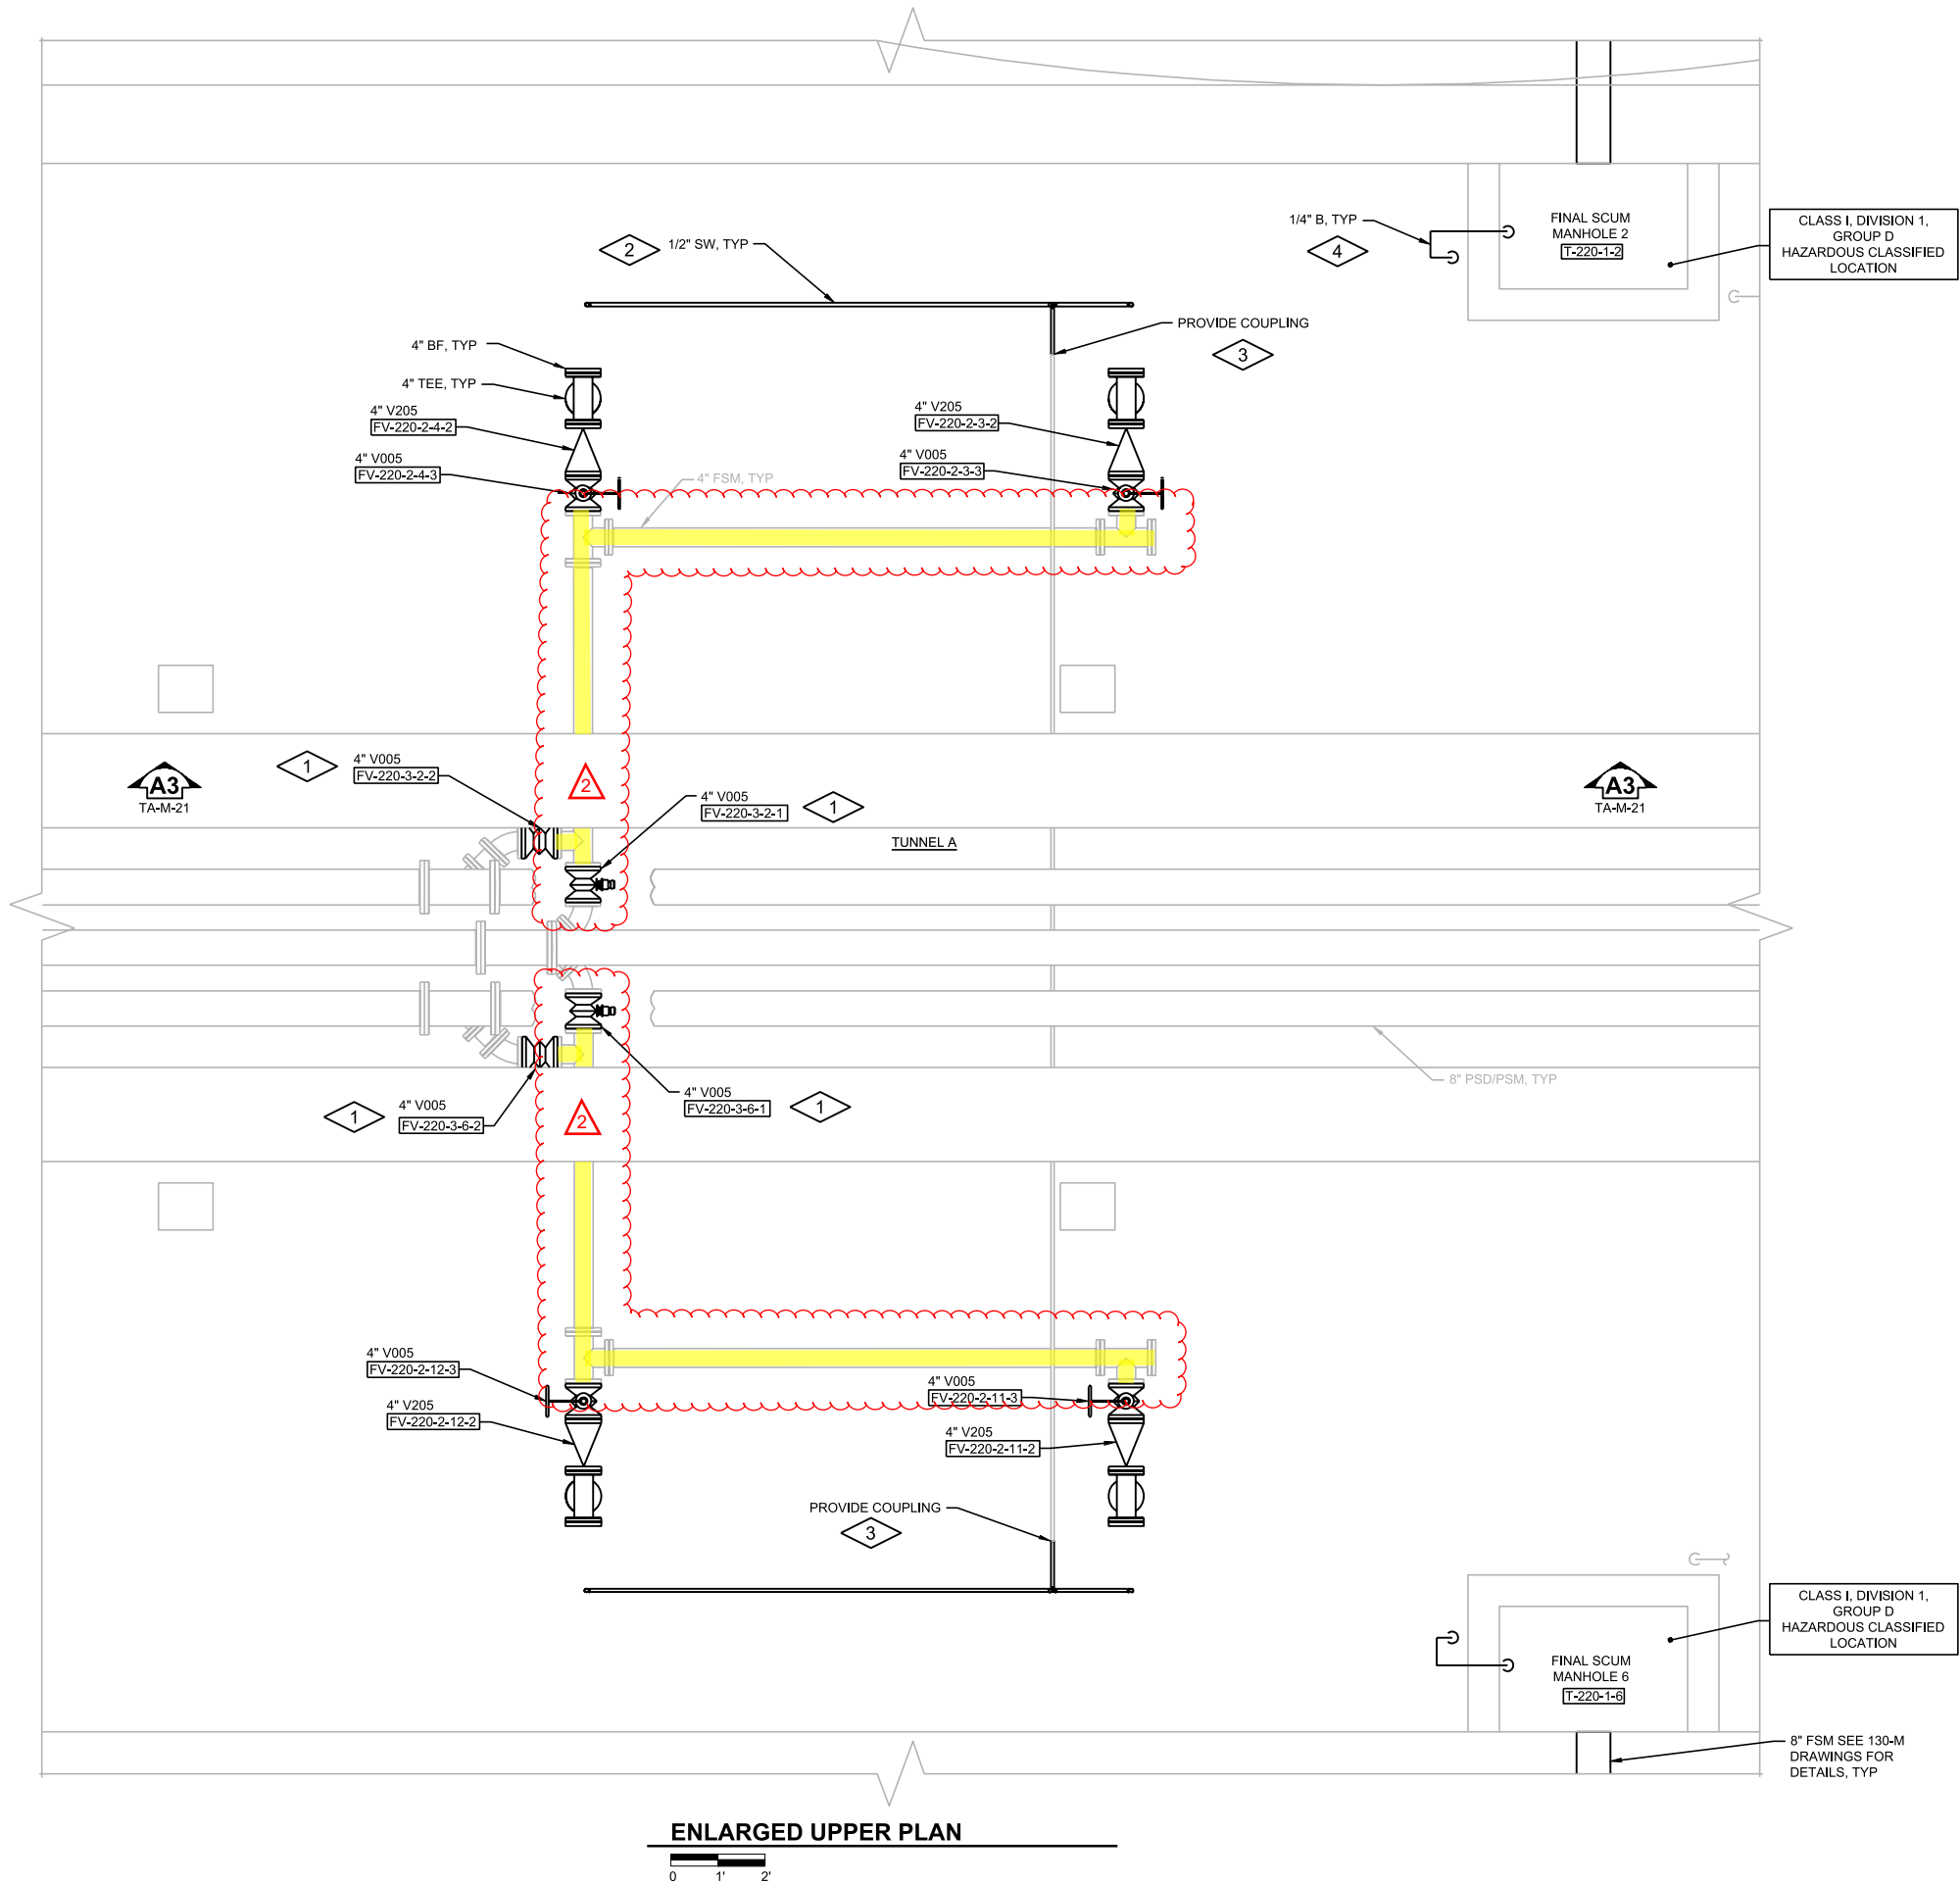 FINAL SCUM
MANHOLE 2
T-220-1-2
CLASS I, DIVISION 1,
GROUP D
HAZARDOUS CLASSIFIED
LOCATION
1/4" B, TYP
4
2
1/2" SW, TYP
PROVIDE COUPLING
3
4" BF, TYP
4" TEE, TYP
4" V205
FV-220-2-4-2
4" V005
FV-220-2-4-3
4" V205
FV-220-2-3-2
4" V005
FV-220-2-3-3
4" FSM, TYP
A3
TA-M-21
1
4" V005
FV-220-3-2-2
2
4" V005
FV-220-3-2-1
1
TUNNEL A
A3
TA-M-21
1
4" V005
FV-220-3-6-2
2
4" V005
FV-220-3-6-1
1
8" PSD/PSM, TYP
4" V005
FV-220-2-12-3
4" V205
FV-220-2-12-2
4" V005
FV-220-2-11-3
4" V205
FV-220-2-11-2
PROVIDE COUPLING
3
CLASS I, DIVISION 1,
GROUP D
HAZARDOUS CLASSIFIED
LOCATION
FINAL SCUM
MANHOLE 6
T-220-1-6
8" FSM SEE 130-M
DRAWINGS FOR
DETAILS, TYP
ENLARGED UPPER PLAN
0 1' 2'